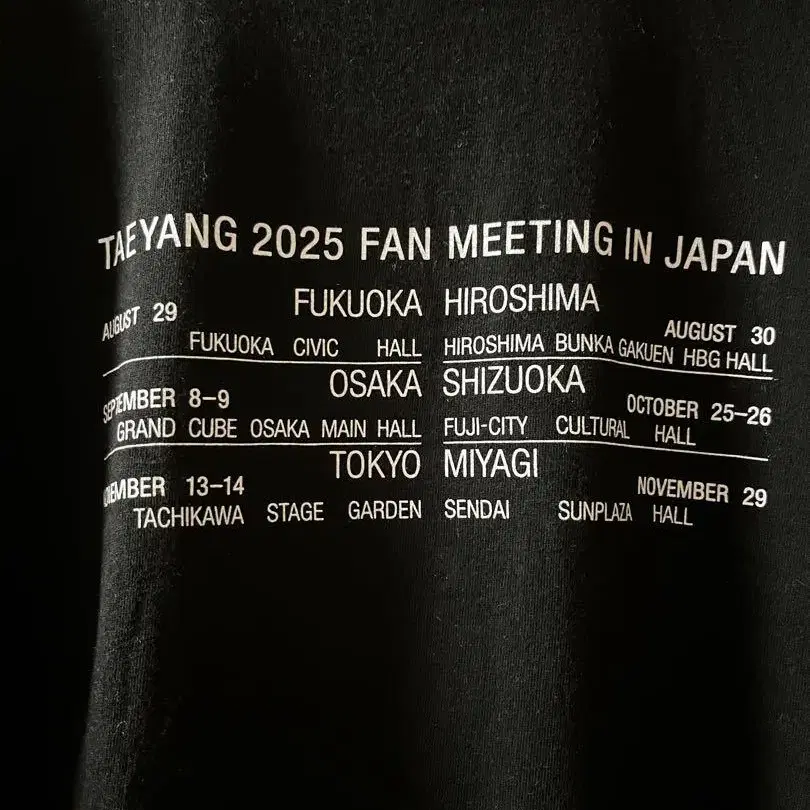 TAEYANG 2025 FAN MEETING IN JAPAN
AUGUST 29 FUKUOKA
FUKUOKA CIVIC HALL
HIROSHIMA AUGUST 30
HIROSHIMA BUNKA GAKUEN HBG HALL
SEPTEMBER 8–9 OSAKA
GRAND CUBE OSAKA MAIN HALL
SHIZUOKA OCTOBER 25–26
FUJI-CITY CULTURAL HALL
NOVEMBER 13–14 TOKYO
TACHIKAWA STAGE GARDEN
MIYAGI NOVEMBER 29
SENDAI SUNPLAZA HALL